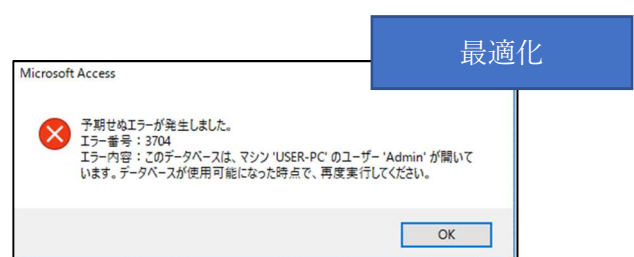 最適化
Microsoft Access
予期せぬエラーが発生しました。
エラー番号：3704
エラー内容：このデータベースは、マシン 'USER-PC' のユーザー 'Admin' が開いて
います。データベースが使用可能になった時点で、再度実行してください。
OK